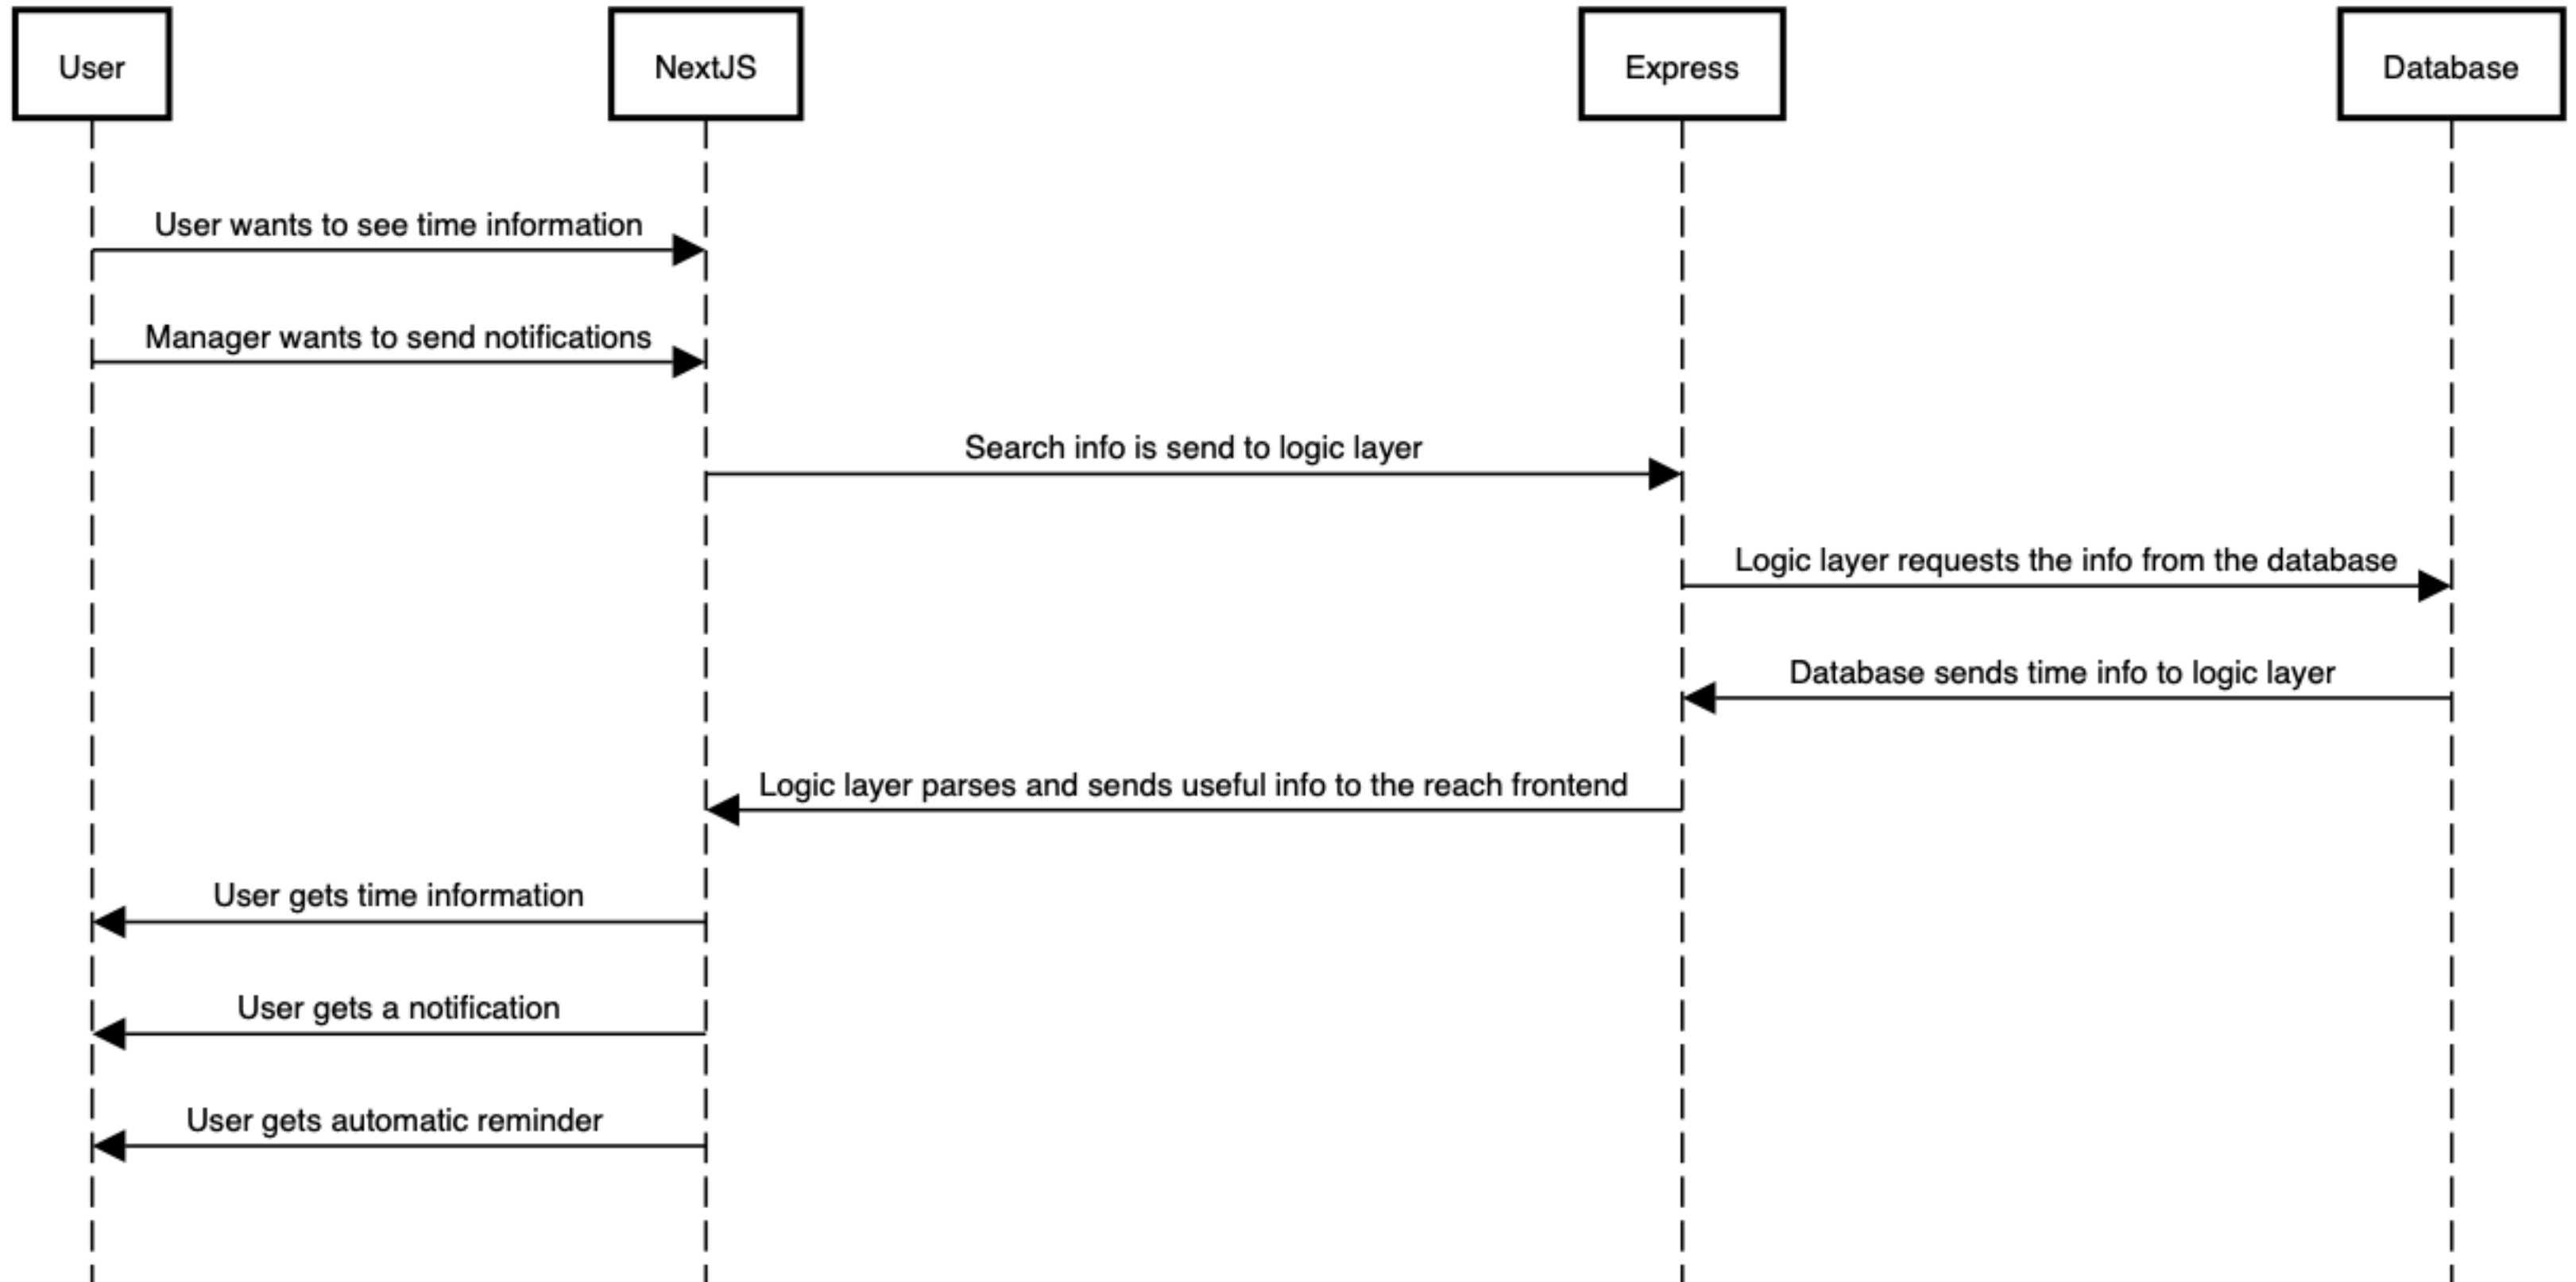 User
NextJS
Express
Database
User wants to see time information
Manager wants to send notifications
Search info is send to logic layer
Logic layer requests the info from the database
Database sends time info to logic layer
Logic layer parses and sends useful info to the reach frontend
User gets time information
User gets a notification
User gets automatic reminder